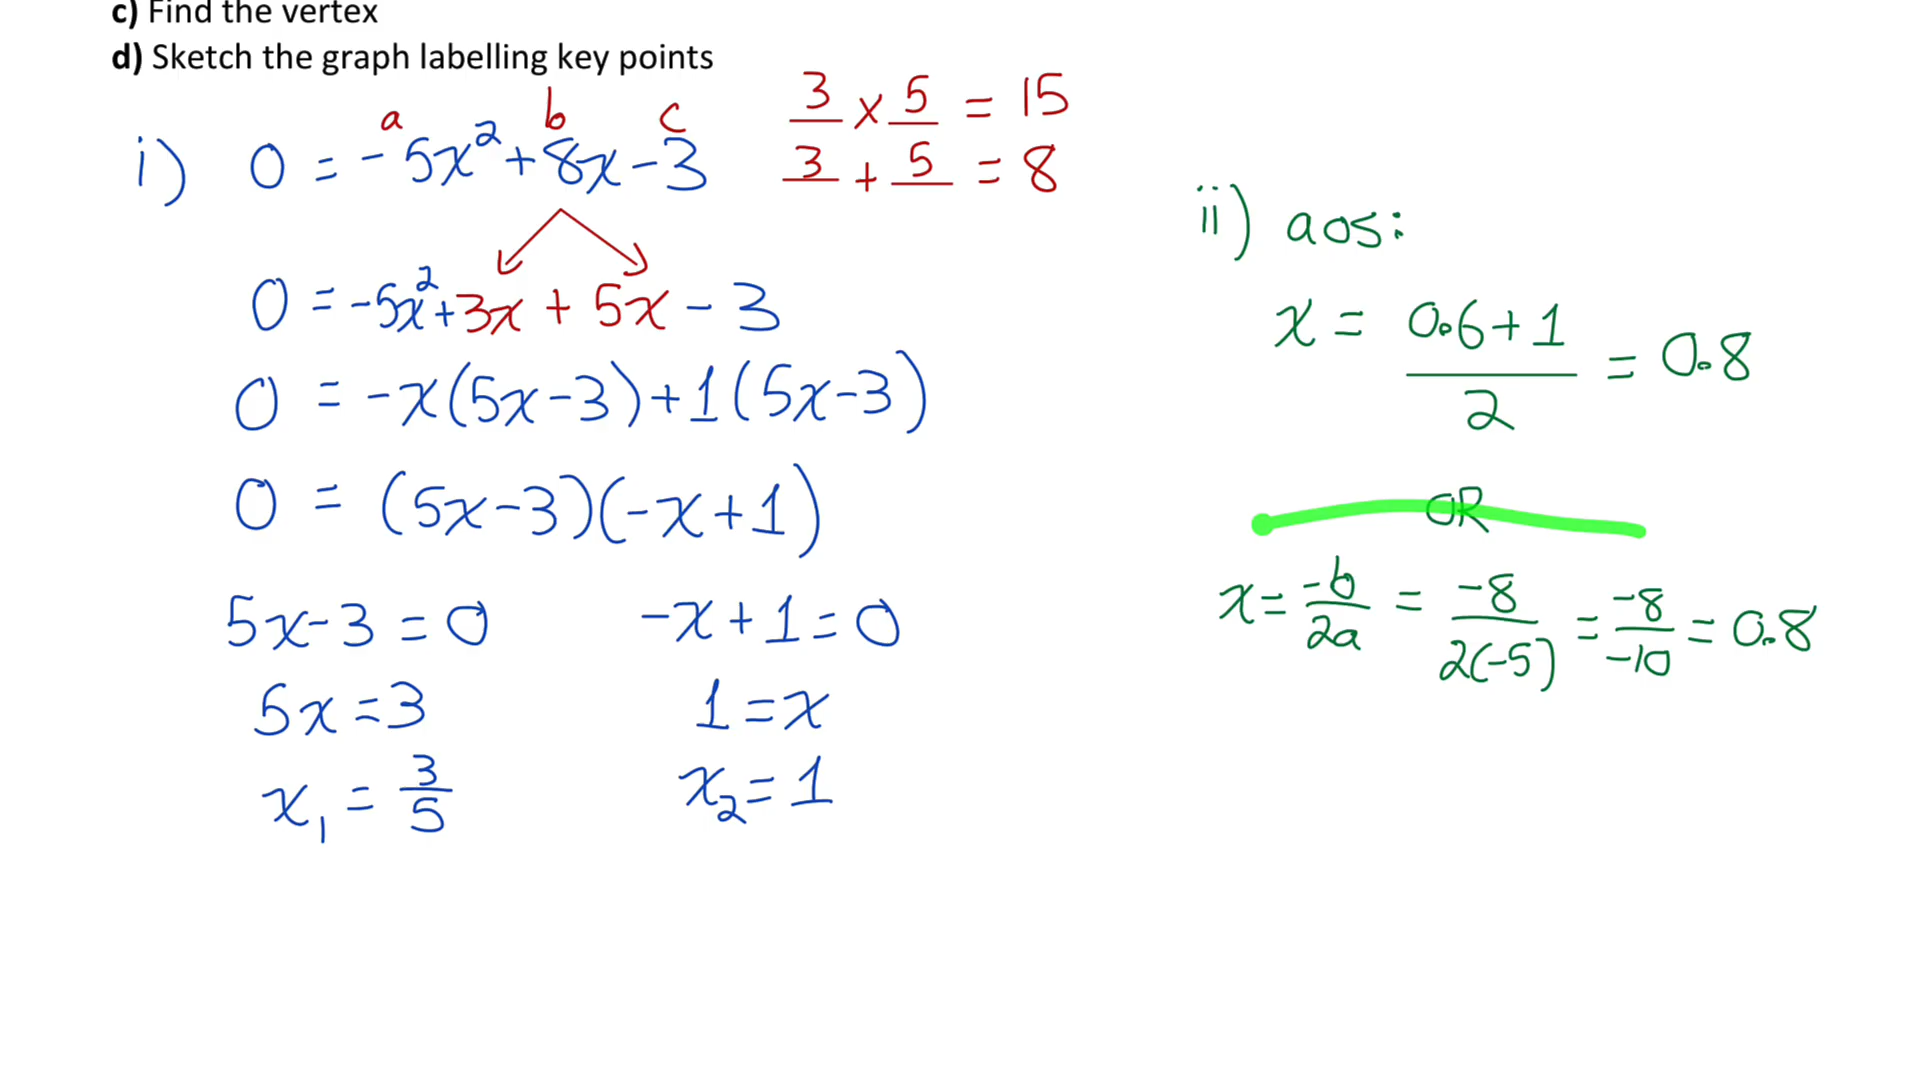 c) Find the vertex
d) Sketch the graph labelling key points
a b c
i) 0 = -5x²+8x-3
3 x 5 = 15
3 + 5 = 8
0 = -5x²+3x + 5x - 3
0 = -x(5x-3)+1(5x-3)
0 = (5x-3)(-x+1)
5x-3=0 -x+1=0
5x=3 1=x
x₁ = 3/5 x₂=1
ii) aos:
x = 0.6+1/2 = 0.8
OR
x= -b/2a = -8/2(-5) = -8/-10 = 0.8